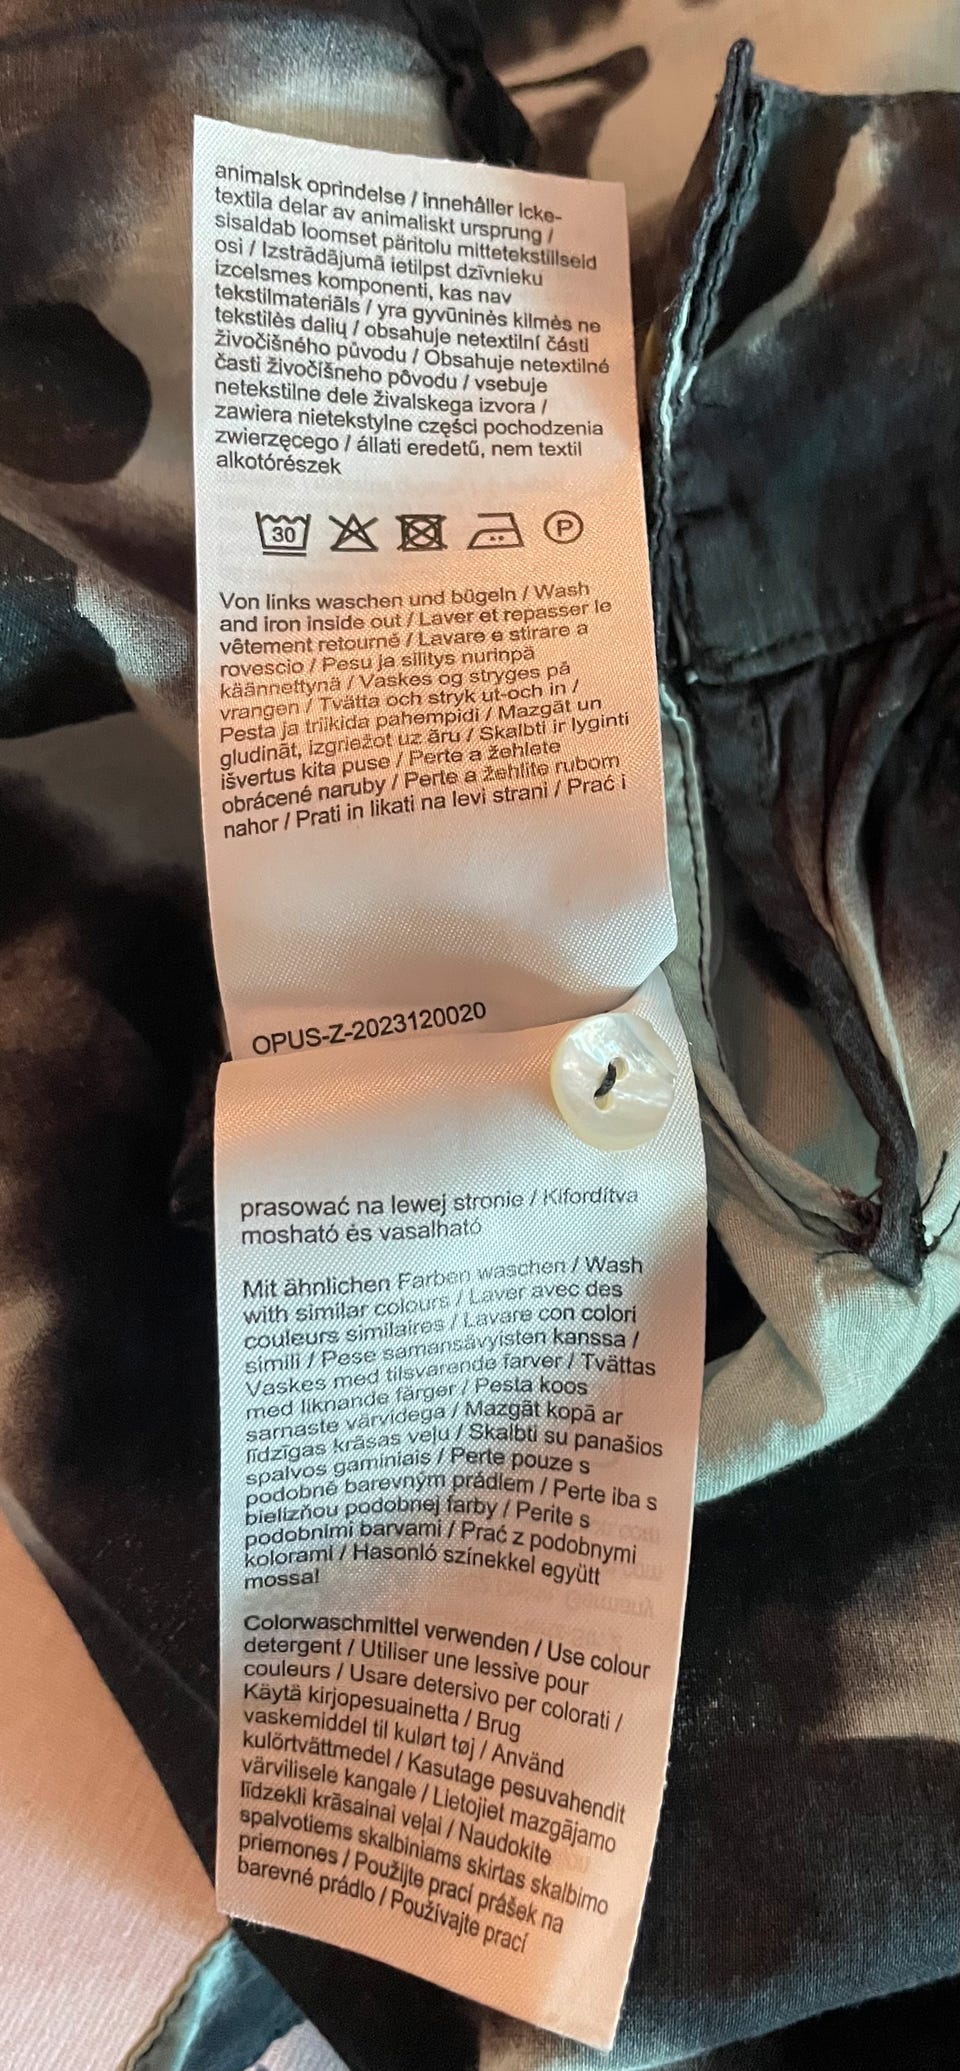 animalsk oprindelse / innehåller icke-
textila delar av animaliskt ursprung /
sisaldab loomset päritolu mittetekstiilseid
osi / Izstrādājumā ietilpst dzīvnieku
izcelsmes komponenti, kas nav
tekstilmateriāls / yra gyvūninės kilmės ne
tekstilės dalių / obsahuje netextilní části
živočišného původu / Obsahuje netextilné
časti živočíšneho pôvodu / vsebuje
netekstilne dele živalskega izvora /
zawiera nietekstylne części pochodzenia
zwierzęcego / állati eredetű, nem textil
alkotórészek
30
P
Von links waschen und bügeln / Wash
and iron inside out / Laver et repasser le
vêtement retourné / Lavare e stirare a
rovescio / Pesu ja silitys nurinpä
käännettynä / Vaskes og stryges på
vrangen / Tvätta och stryk ut-och in /
Pesta ja triikida pahempidi / Mazgāt un
gludināt, izgriežot uz āru / Skalbti ir lyginti
išvertus kita puse / Perte a žehlete
obrácené naruby / Perte a žehlite rubom
nahor / Prati in likati na levi strani / Prać i
OPUS-Z-2023120020
prasować na lewej stronie / Kifordítva
mosható és vasalható
Mit ähnlichen Farben waschen / Wash
with similar colours / Laver avec des
couleurs similaires / Lavare con colori
simili / Pese samansävyisten kanssa /
Vaskes med tilsvarende farver / Tvättas
med liknande färger / Pesta koos
sarnaste värvidega / Mazgāt kopā ar
līdzīgas krāsas veļu / Skalbti su panašios
spalvos gaminiais / Perte pouze s
podobně barevným prádlem / Perte iba s
bielizňou podobnej farby / Perite s
podobnimi barvami / Prać z podobnymi
kolorami / Hasonló színekkel együtt
mossa!
Colorwaschmittel verwenden / Use colour
detergent / Utiliser une lessive pour
couleurs / Usare detersivo per colorati /
Käytä kirjopesuainetta / Brug
vaskemiddel til kulørt tøj / Använd
kulörtvättmedel / Kasutage pesuvahendit
värvilisele kangale / Lietojiet mazgājamo
līdzekli krāsainai veļai / Naudokite
spalvotiems skalbiniams skirtas skalbimo
priemones / Použijte prací prášek na
barevné prádlo / Používajte prací